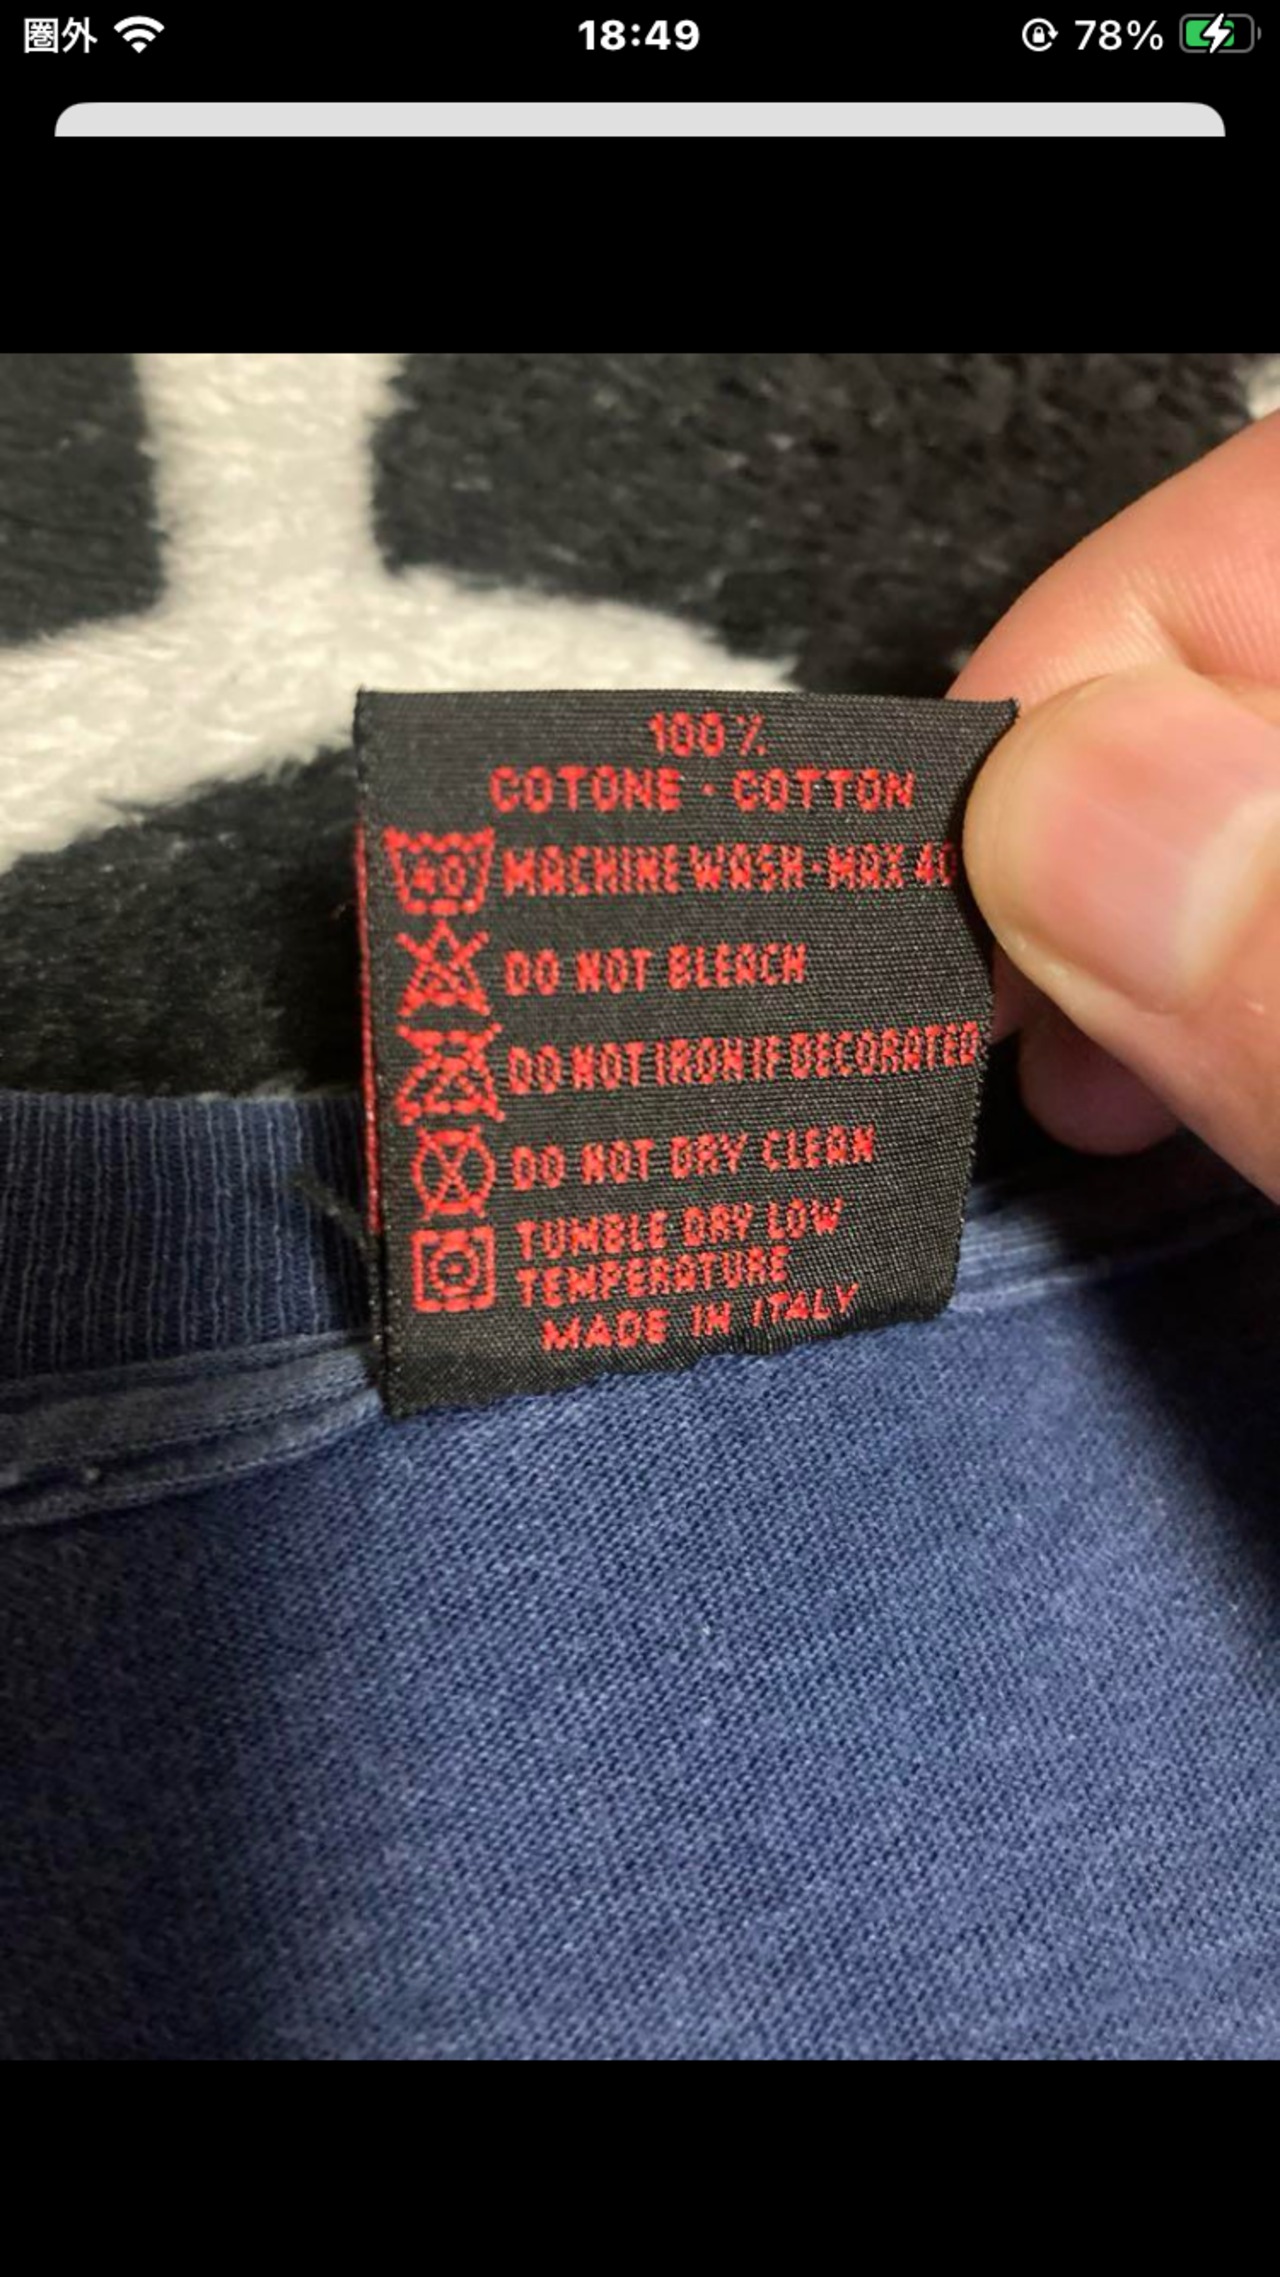 圏外
18:49
78%
100%
COTONE · COTTON
40 MACHINE WASH-MAX 40
DO NOT BLEACH
DO NOT IRON IF DECORATED
DO NOT DRY CLEAN
TUMBLE DRY LOW
TEMPERATURE
MADE IN ITALY